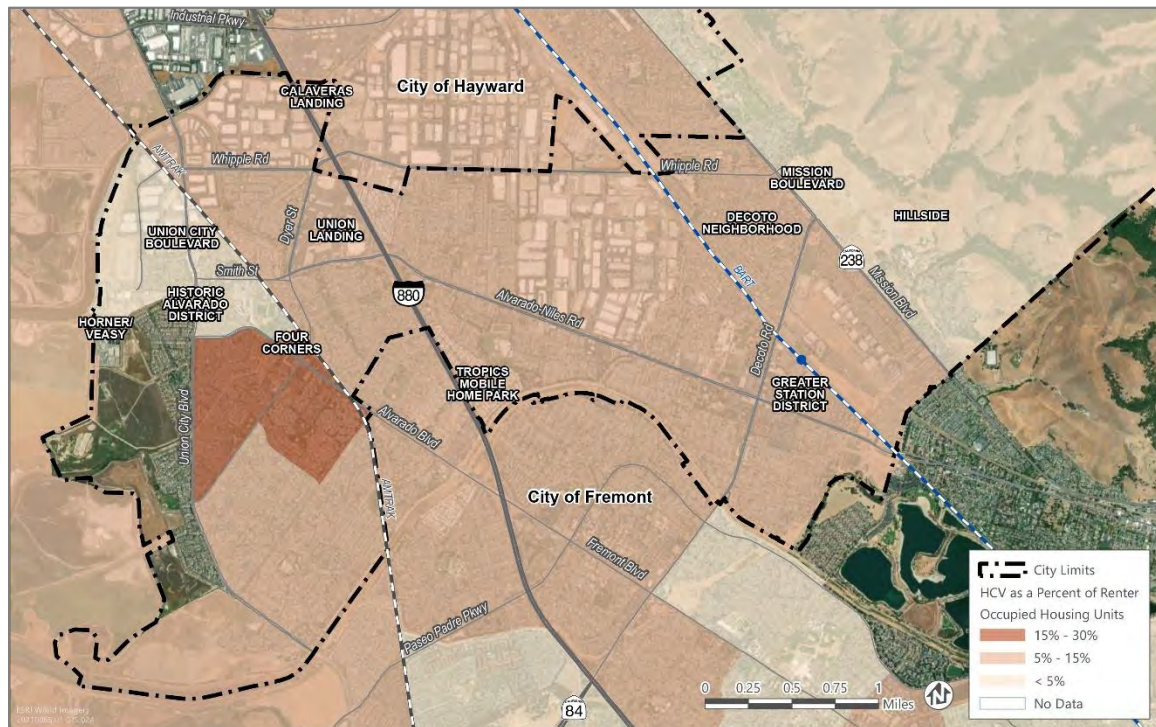 Industrial Pkwy
CALAVERAS
LANDING
City of Hayward
AMTRAK
Whipple Rd
Whipple Rd
MISSION
BOULEVARD
DECOTO
NEIGHBORHOOD
HILLSIDE
UNION CITY
BOULEVARD
Dyer St
UNION
LANDING
CALIFORNIA
238
Smith St
BART
Mission Blvd
HISTORIC
ALVARADO
DISTRICT
880
Alvarado-Niles Rd
HORNER/
VEASY
FOUR
CORNERS
Decoto Rd
TROPICS
MOBILE
HOME PARK
GREATER
STATION
DISTRICT
Union City Blvd
Alvarado Blvd
AMTRAK
City of Fremont
Fremont Blvd
Paseo Padre Pkwy
84
City Limits
HCV as a Percent of Renter
Occupied Housing Units
15% - 30%
5% - 15%
< 5%
No Data
0 0.25 0.5 0.75 1
Miles
N
ESRI World Imagery